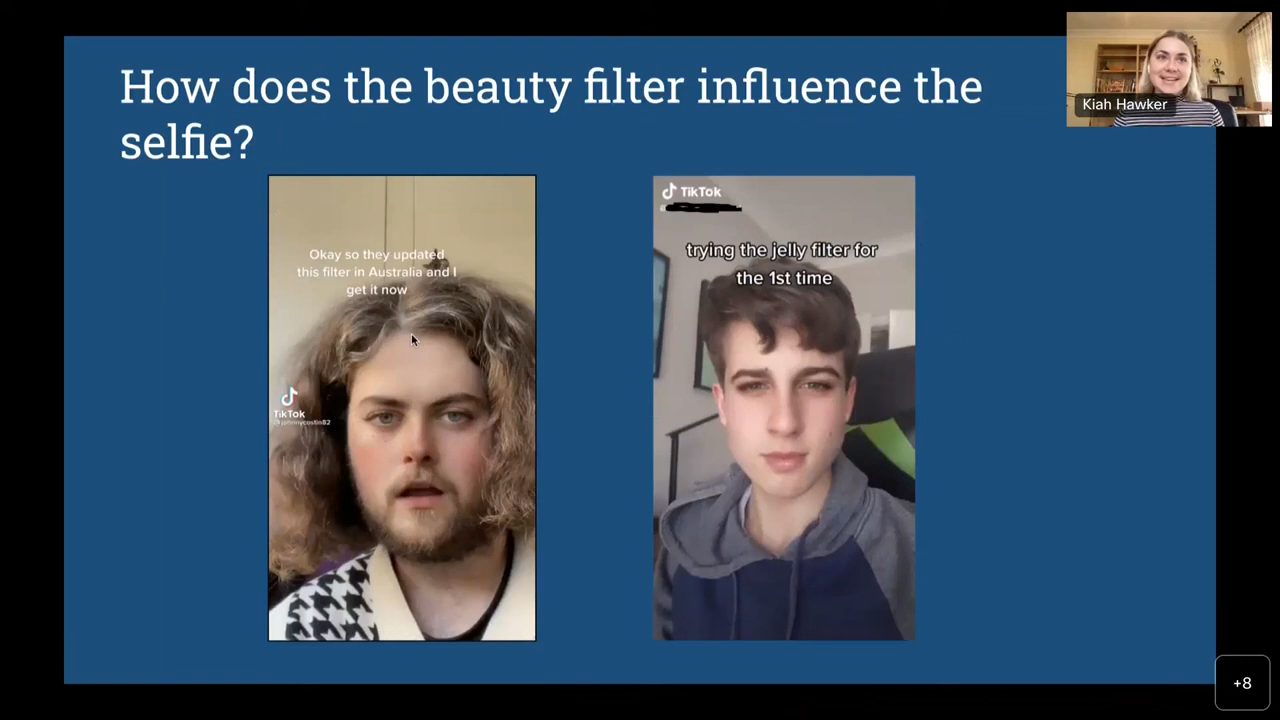 How does the beauty filter influence the
selfie?
Kiah Hawker
Okay so they updated
this filter in Australia and I
get it now
TikTok
@johnnycostin82
TikTok
trying the jelly filter for
the 1st time
+8